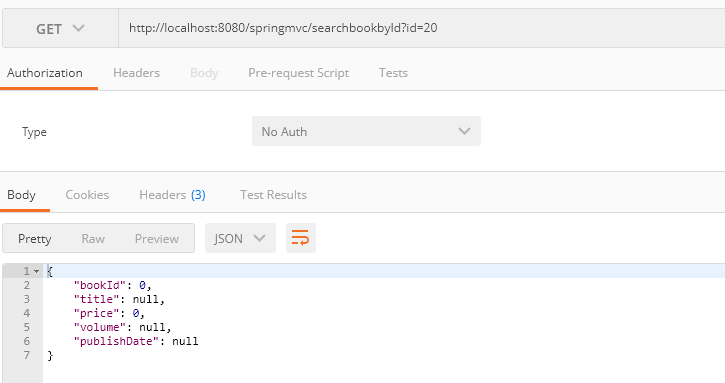 GET http://localhost:8080/springmvc/searchbookbyId?id=20
Authorization Headers Body Pre-request Script Tests
Type No Auth
Body Cookies Headers (3) Test Results
Pretty Raw Preview JSON
1 {
2 "bookId": 0,
3 "title": null,
4 "price": 0,
5 "volume": null,
6 "publishDate": null
7 }